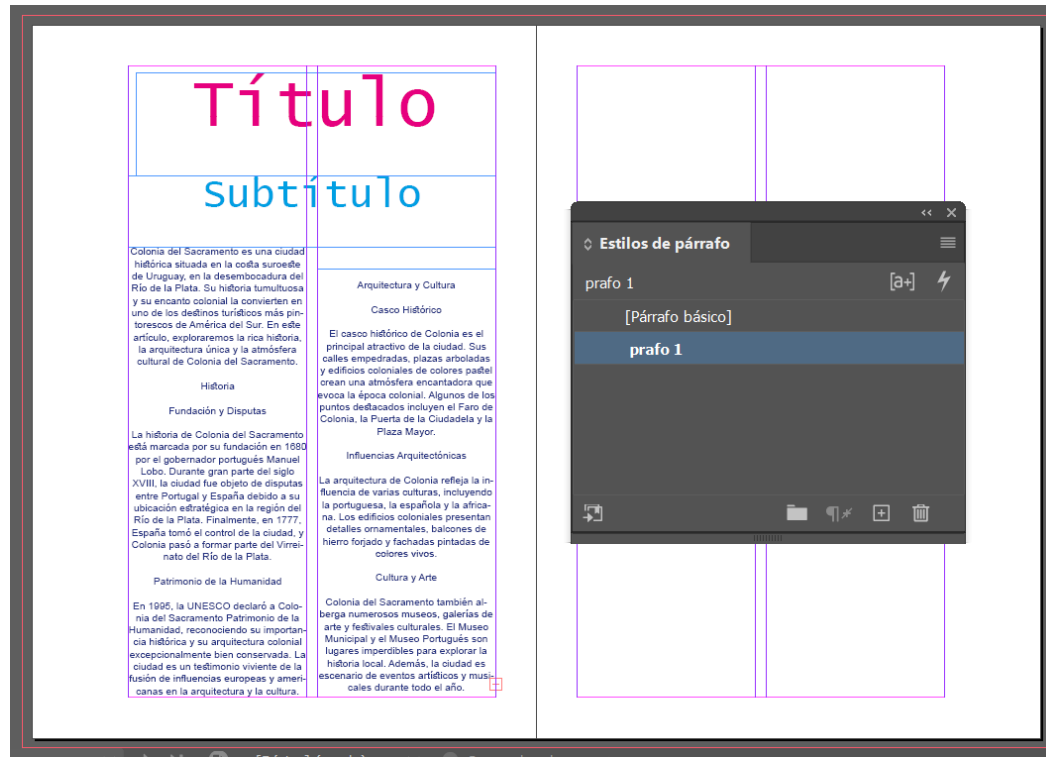 Título
Subtítulo
Colonia del Sacramento es una ciudad
histórica situada en la costa suroeste
de Uruguay, en la desembocadura del
Río de la Plata. Su historia tumultuosa
y su encanto colonial la convierten en
uno de los destinos turísticos más pin-
torescos de América del Sur. En este
artículo, exploraremos la rica historia,
la arquitectura única y la atmósfera
cultural de Colonia del Sacramento.
Historia
Fundación y Disputas
La historia de Colonia del Sacramento
está marcada por su fundación en 1680
por el gobernador portugués Manuel
Lobo. Durante gran parte del siglo
XVIII, la ciudad fue objeto de disputas
entre Portugal y España debido a su
ubicación estratégica en la región del
Río de la Plata. Finalmente, en 1777,
España tomó el control de la ciudad, y
Colonia pasó a formar parte del Virrei-
nato del Río de la Plata.
Patrimonio de la Humanidad
En 1995, la UNESCO declaró a Colo-
nia del Sacramento Patrimonio de la
Humanidad, reconociendo su importan-
cia histórica y su arquitectura colonial
excepcionalmente bien conservada. La
ciudad es un testimonio viviente de la
fusión de influencias europeas y ameri-
canas en la arquitectura y la cultura.
Arquitectura y Cultura
Casco Histórico
El casco histórico de Colonia es el
principal atractivo de la ciudad. Sus
calles empedradas, plazas arboladas
y edificios coloniales de colores pastel
crean una atmósfera encantadora que
evoca la época colonial. Algunos de los
puntos destacados incluyen el Faro de
Colonia, la Puerta de la Ciudadela y la
Plaza Mayor.
Influencias Arquitectónicas
La arquitectura de Colonia refleja la in-
fluencia de varias culturas, incluyendo
la portuguesa, la española y la africa-
na. Los edificios coloniales presentan
detalles ornamentales, balcones de
hierro forjado y fachadas pintadas de
colores vivos.
Cultura y Arte
Colonia del Sacramento también al-
berga numerosos museos, galerías de
arte y festivales culturales. El Museo
Municipal y el Museo Portugués son
lugares imperdibles para explorar la
historia local. Además, la ciudad es
escenario de eventos artísticos y musi-
cales durante todo el año.
Estilos de párrafo
prafo 1
[a+]
[Párrafo básico]
prafo 1